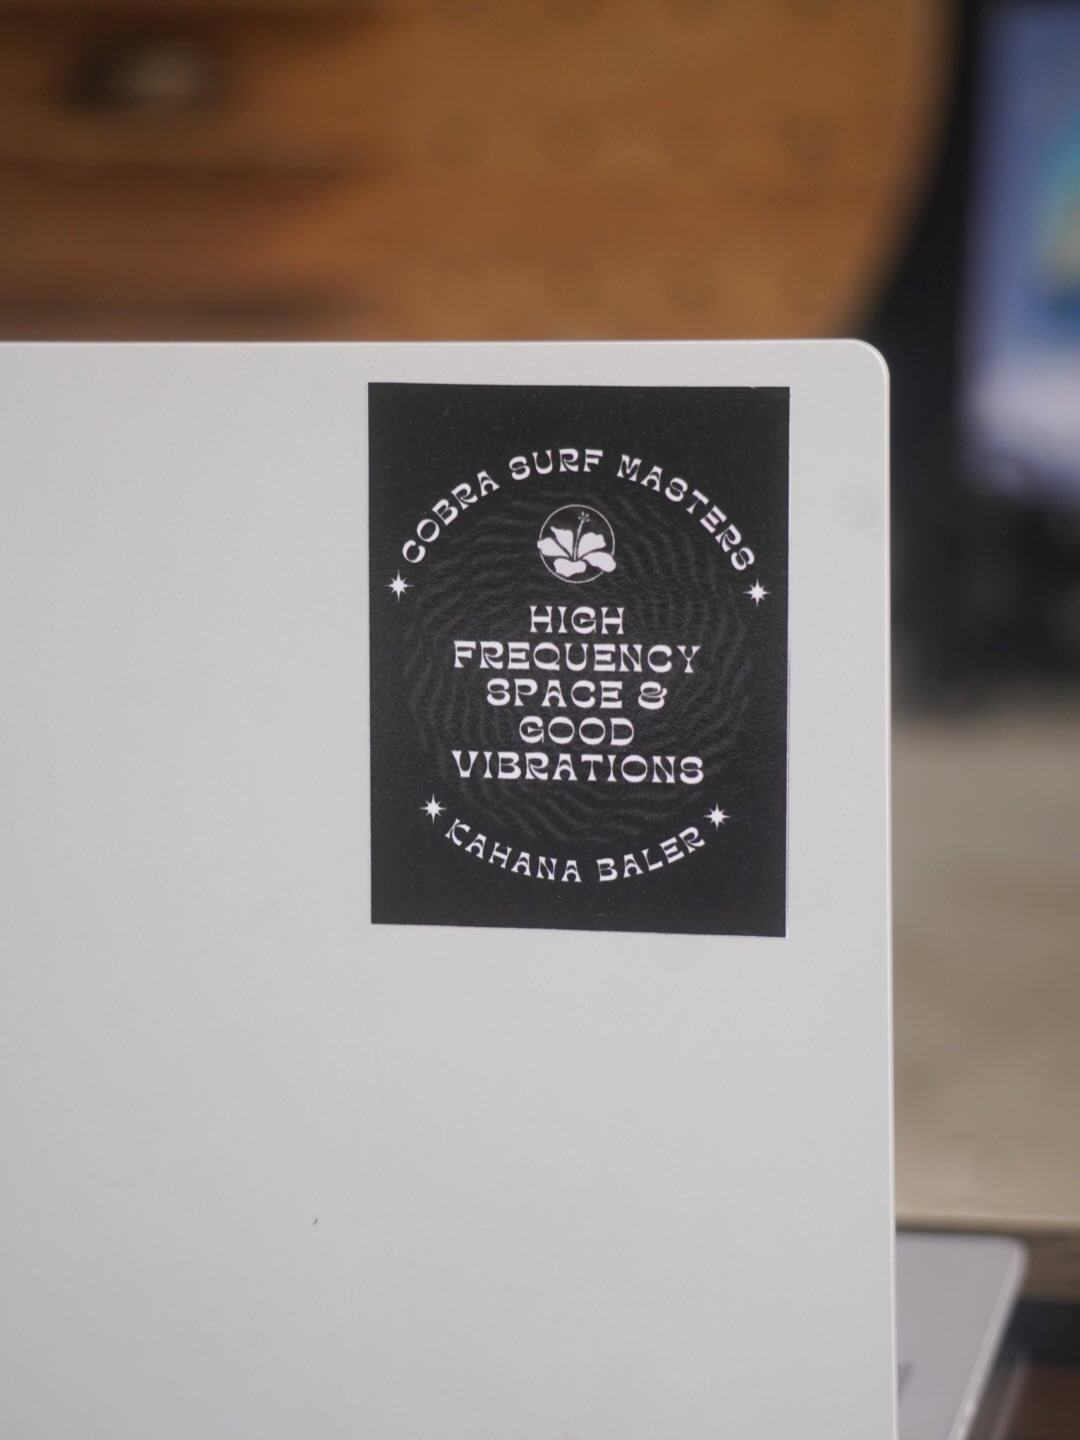 COBRA SURF MASTERS
HIGH
FREQUENCY
SPACE &
GOOD
VIBRATIONS
KAHANA BALER